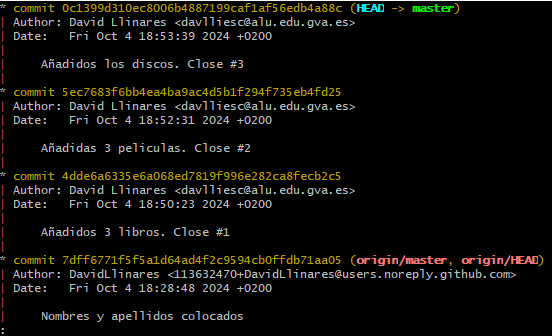 * commit 0c1399d310ec8006b4887199caf1af56edb4a88c (HEAD -> master)
| Author: David Llinares <davlliesc@alu.edu.gva.es>
| Date:   Fri Oct 4 18:53:39 2024 +0200
|
|     Añadidos los discos. Close #3
|
* commit 5ec7683f6bb4ea4ba9ac4d5b1f294f735eb4fd25
| Author: David Llinares <davlliesc@alu.edu.gva.es>
| Date:   Fri Oct 4 18:52:31 2024 +0200
|
|     Añadidas 3 peliculas. Close #2
|
* commit 4dde6a6335e6a068ed7819f996e282ca8fecb2c5
| Author: David Llinares <davlliesc@alu.edu.gva.es>
| Date:   Fri Oct 4 18:50:23 2024 +0200
|
|     Añadidos 3 libros. Close #1
|
* commit 7dff6771f5f5a1d64ad4f2c9594cb0ffdb71aa05 (origin/master, origin/HEAD)
| Author: DavidLlinares <113632470+DavidLlinares@users.noreply.github.com>
| Date:   Fri Oct 4 18:28:48 2024 +0200
|
|     Nombres y apellidos colocados
: